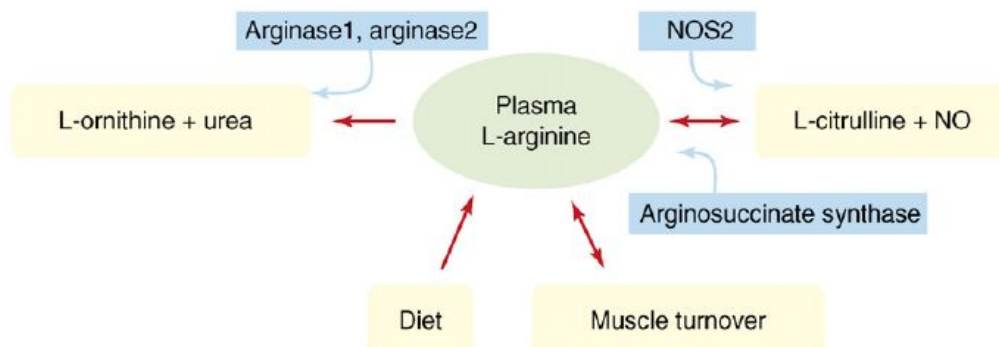 Arginase1, arginase2
NOS2
L-ornithine + urea
Plasma
L-arginine
L-citrulline + NO
Arginosuccinate synthase
Diet
Muscle turnover